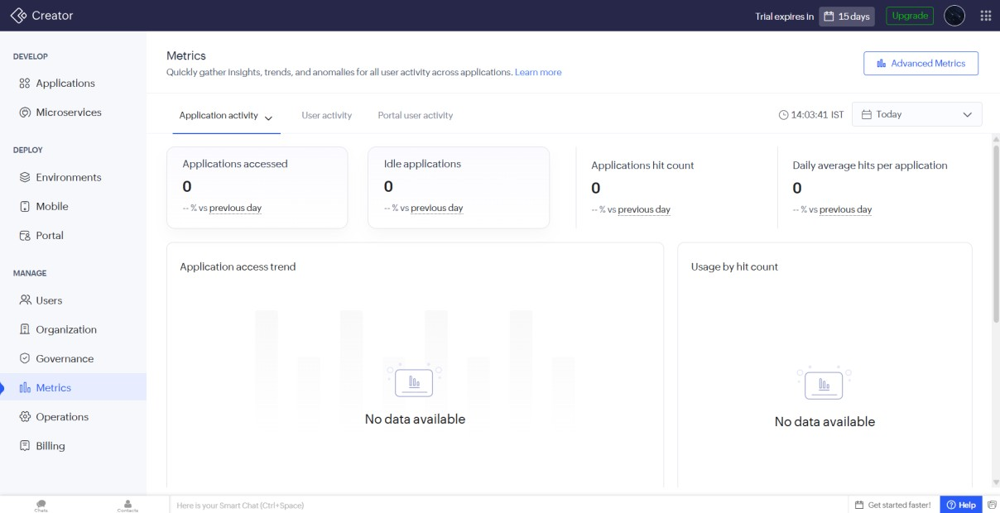 Creator
Trial expires in 15 days Upgrade
DEVELOP
Applications
Microservices
DEPLOY
Environments
Mobile
Portal
MANAGE
Users
Organization
Governance
Metrics
Operations
Billing
Metrics
Quickly gather insights, trends, and anomalies for all user activity across applications. Learn more
Advanced Metrics
Application activity User activity Portal user activity
14:03:41 IST Today
Applications accessed
0
-- % vs previous day
Idle applications
0
-- % vs previous day
Applications hit count
0
-- % vs previous day
Daily average hits per application
0
-- % vs previous day
Application access trend
No data available
Usage by hit count
No data available
Chats
Contacts
Here is your Smart Chat (Ctrl+Space)
Get started faster!
Help